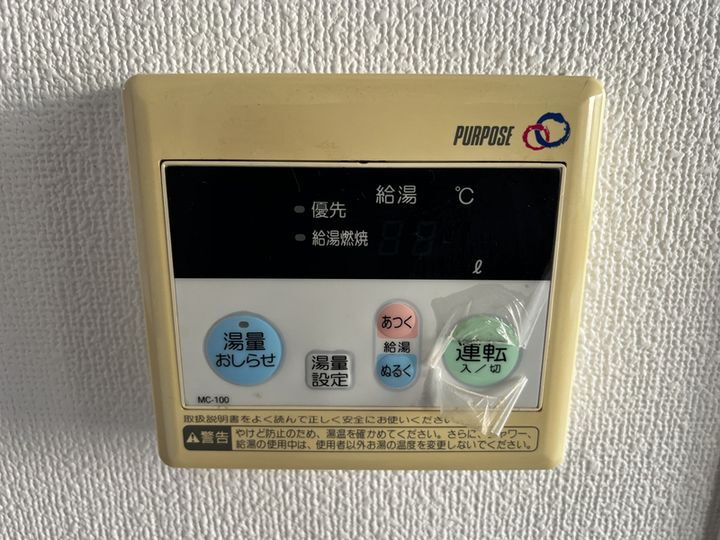 PURPOSE
給湯 ℃
優先
給湯燃焼
ℓ
湯量
おしらせ
湯量
設定
あつく
給湯
ぬるく
運転
入/切
MC-100
取扱説明書をよく読んで正しく安全にお使いください
警告 やけど防止のため、湯温を確かめてください。さらに、シャワー、
給湯の使用中は、使用者以外お湯の温度を変更しないでください。